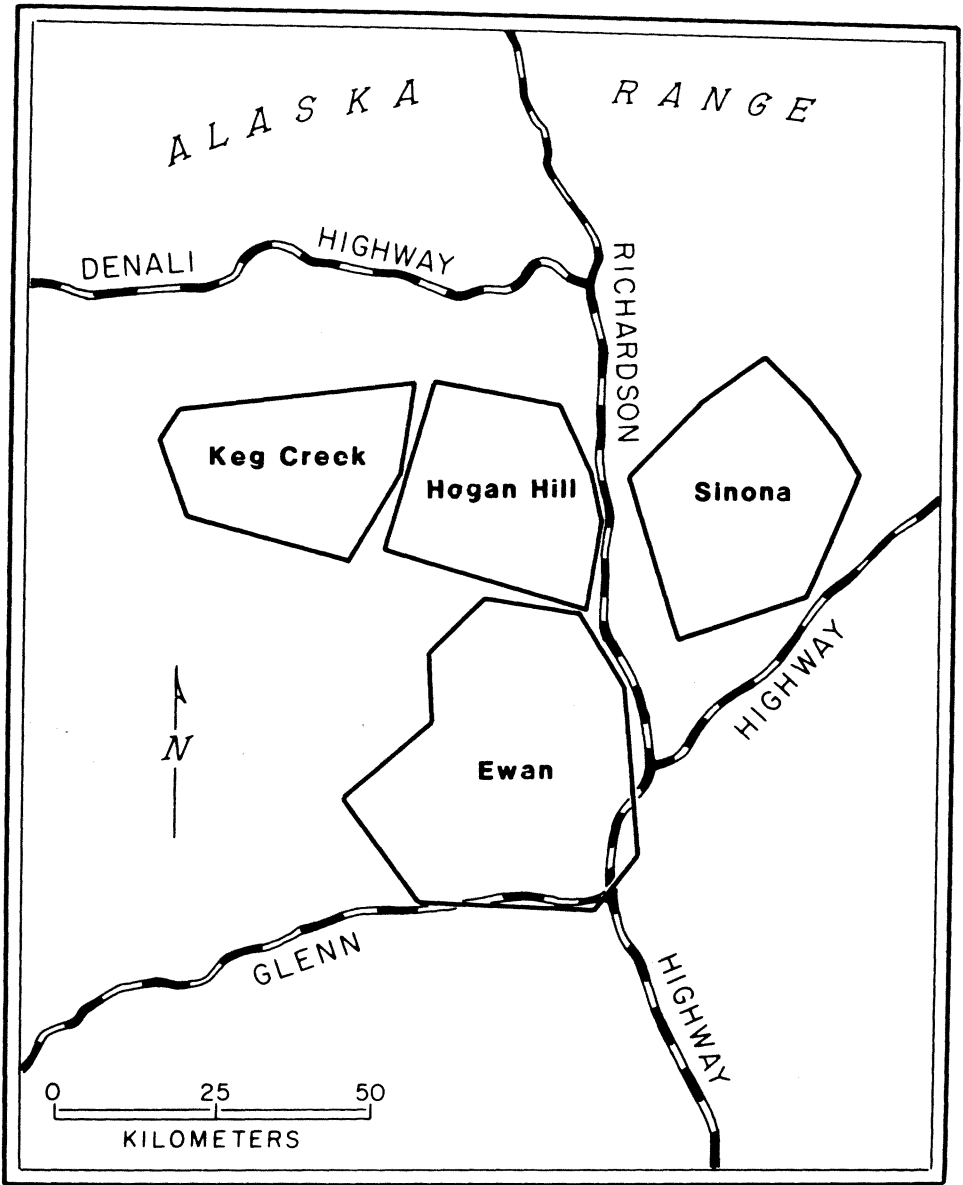 ALASKA RANGE
DENALI HIGHWAY
RICHARDSON
Keg Creek
Hogan Hill
Sinona
HIGHWAY
N
Ewan
GLENN
HIGHWAY
0 25 50
KILOMETERS